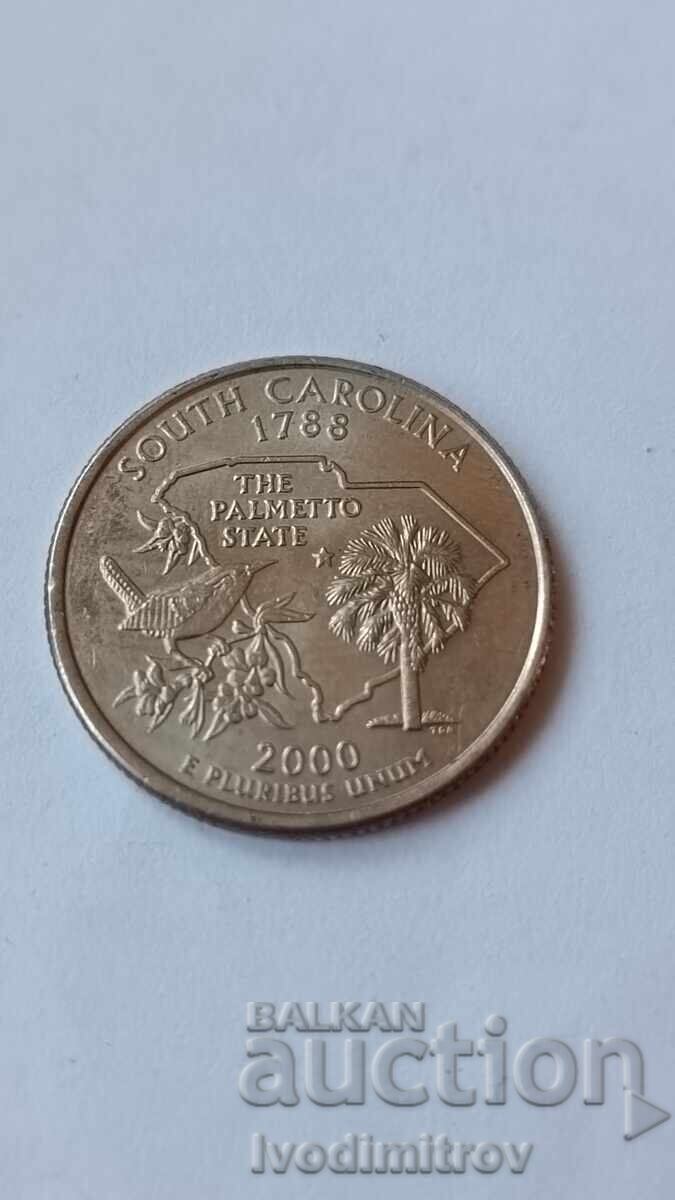 SOUTH CAROLINA
1788
THE
PALMETTO
STATE
2000
E PLURIBUS UNUM
BALKAN
auction
Ivodimitrov